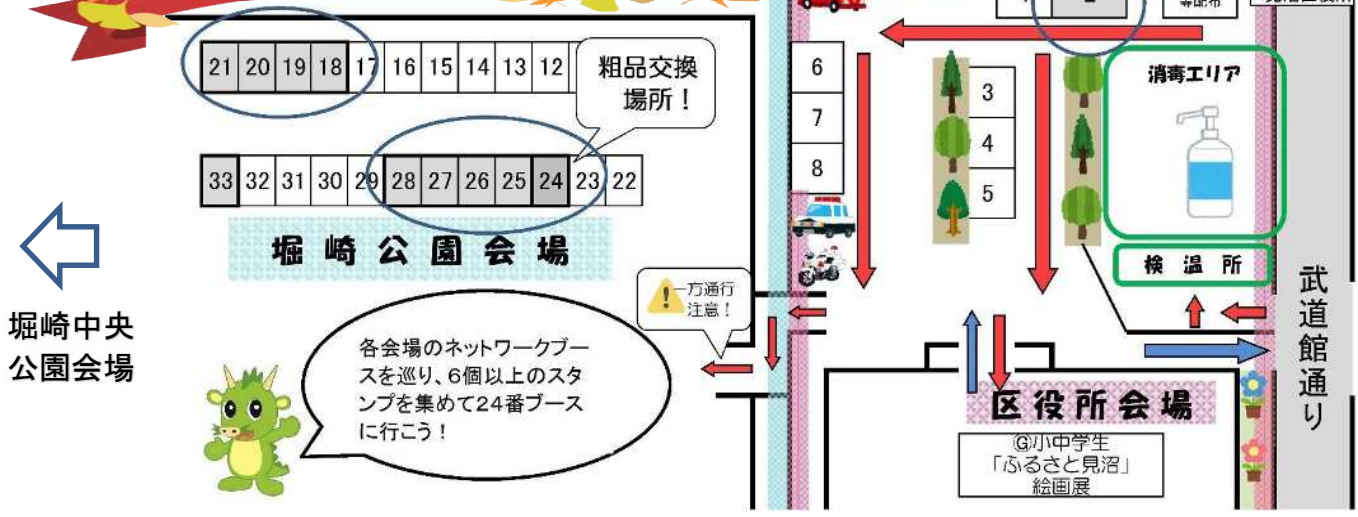 21 20 19 18 17 16 15 14 13 12
粗品交換
場所！
33 32 31 30 29 28 27 26 25 24 23 22
堀崎公園会場
堀崎中央
公園会場
一方通行
注意！
各会場のネットワークブー
スを巡り、6個以上のスタ
ンプを集めて24番ブース
に行こう！
6
7
8
3
4
5
等配布
消毒エリア
検温所
武道館通り
区役所会場
Ⓖ小中学生
「ふるさと見沼」
絵画展